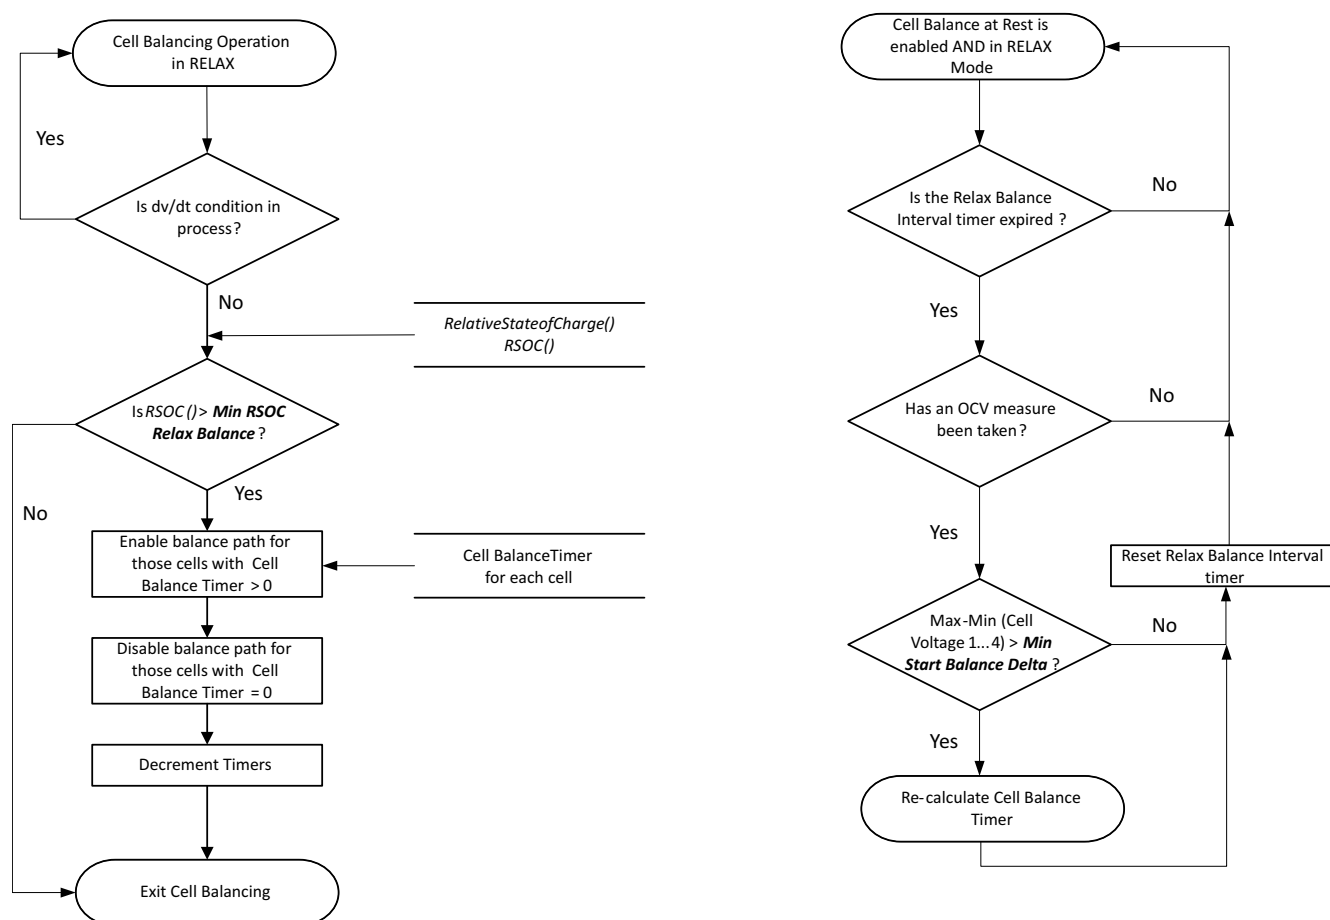 Cell Balancing Operation
in RELAX
Yes
Is dv/dt condition in
process?
No
RelativeStateofCharge()
RSOC()
Is RSOC () > Min RSOC
Relax Balance ?
Yes
No
Enable balance path for
those cells with Cell
Balance Timer > 0
Cell BalanceTimer
for each cell
Disable balance path for
those cells with Cell
Balance Timer = 0
Decrement Timers
Exit Cell Balancing
Cell Balance at Rest is
enabled AND in RELAX
Mode
Is the Relax Balance
Interval timer expired ?
No
Yes
Has an OCV measure
been taken?
No
Yes
Reset Relax Balance Interval
timer
Max-Min (Cell
Voltage 1...4) > Min
Start Balance Delta ?
No
Yes
Re-calculate Cell Balance
Timer